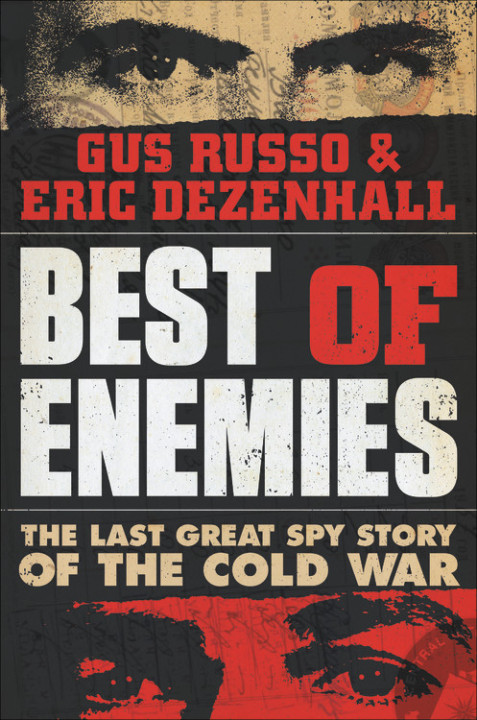 GUS RUSSO &
ERIC DEZENHALL
BEST OF
ENEMIES
THE LAST GREAT SPY STORY
OF THE COLD WAR